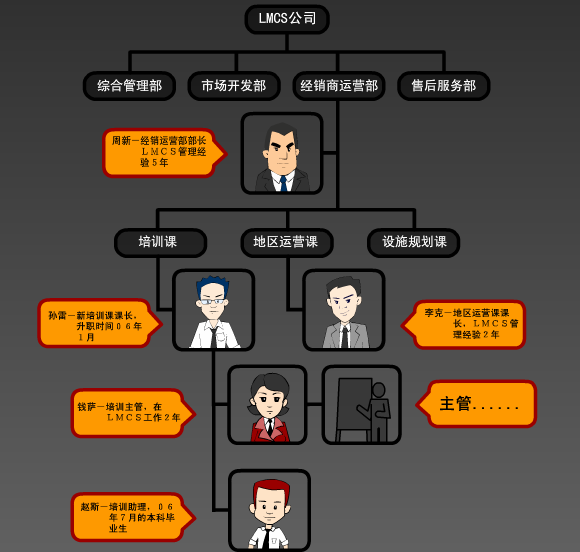 LMCS公司
综合管理部
市场开发部
经销商运营部
售后服务部
周新－经销运营部部长
ＬＭＣＳ管理经
验５年
培训课
地区运营课
设施规划课
孙雷－新培训课课长，
升职时间０６年
１月
李克－地区运营课课
长，ＬＭＣＳ管
理经验２年
钱萨－培训主管，在
ＬＭＣＳ工作２年
主管......
赵斯－培训助理，０６
年７月的本科毕
业生